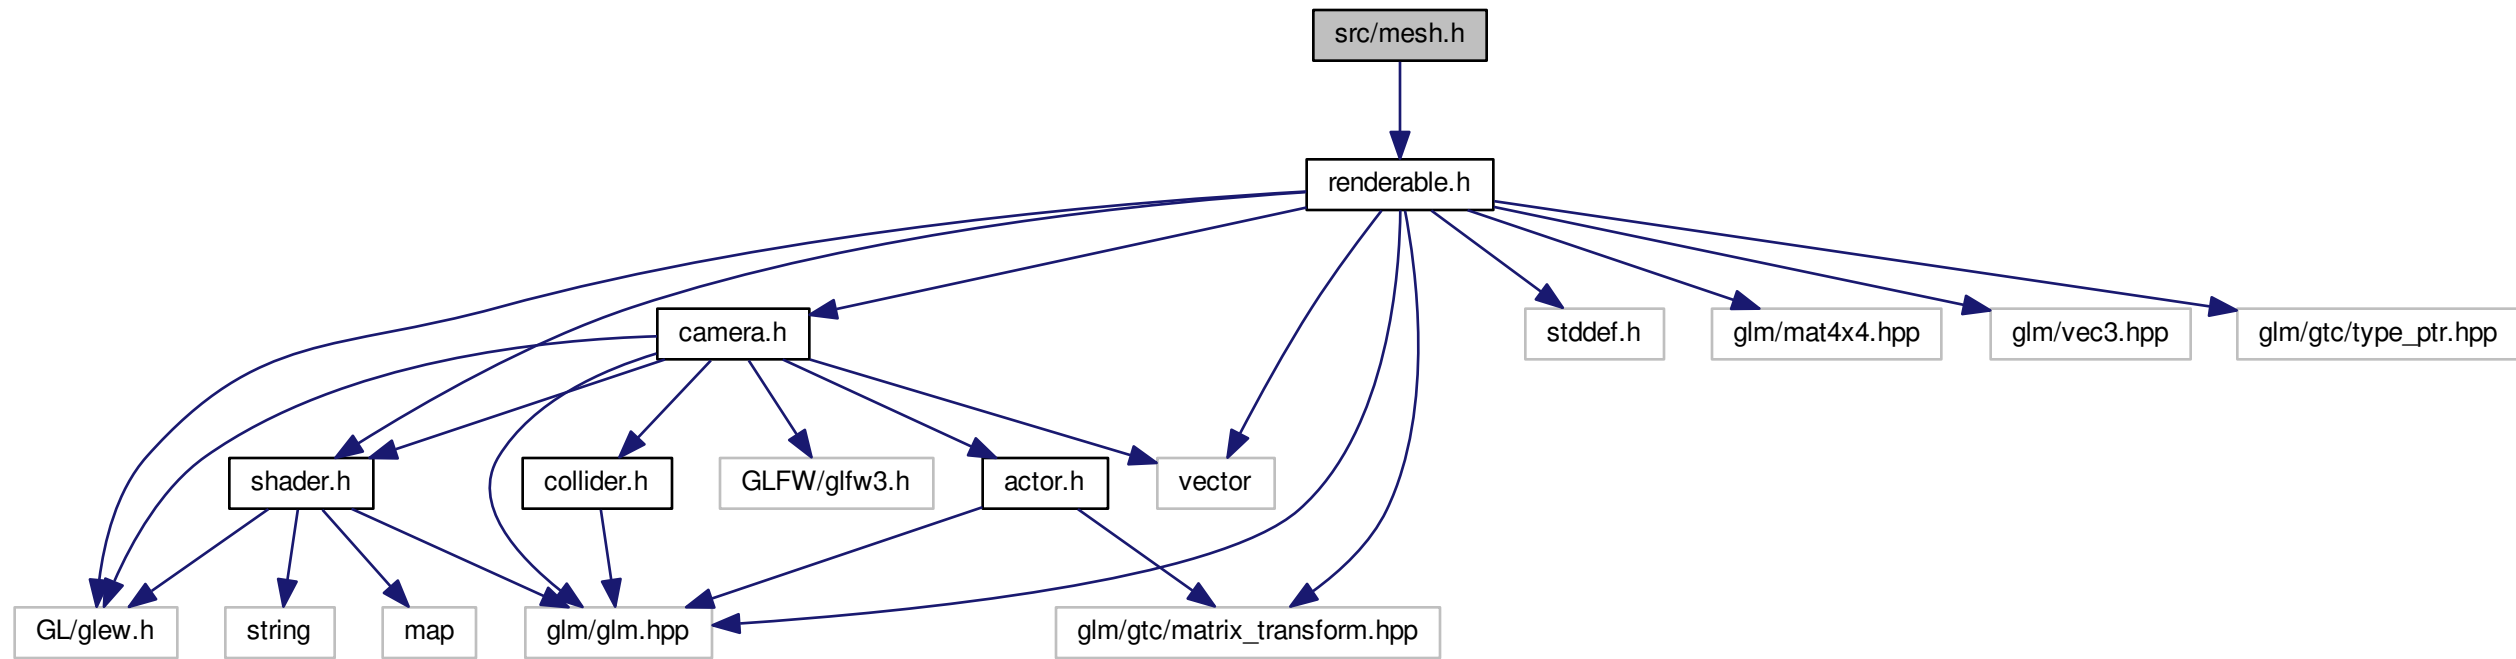 src/mesh.h
renderable.h
camera.h
stddef.h
glm/mat4x4.hpp
glm/vec3.hpp
glm/gtc/type_ptr.hpp
shader.h
collider.h
GLFW/glfw3.h
actor.h
vector
GL/glew.h
string
map
glm/glm.hpp
glm/gtc/matrix_transform.hpp